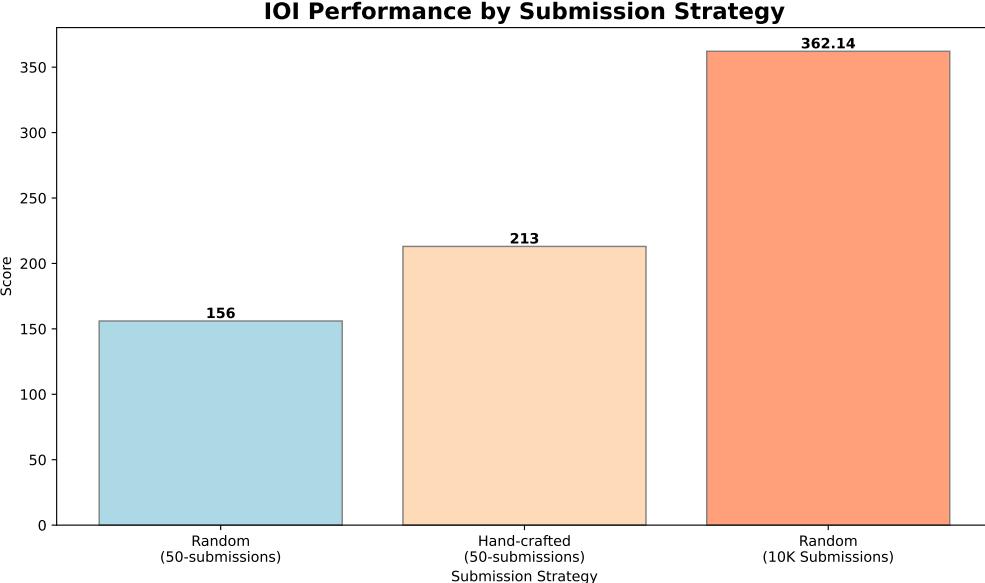 IOI Performance by Submission Strategy
362.14
350
300
250
213
200
Score
156
150
100
50
0
Random
(50-submissions)
Hand-crafted
(50-submissions)
Random
(10K Submissions)
Submission Strategy